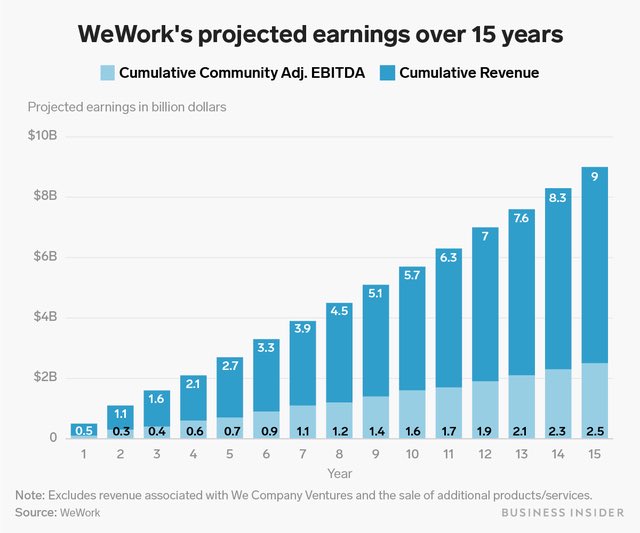 WeWork's projected earnings over 15 years
Cumulative Community Adj. EBITDA Cumulative Revenue
Projected earnings in billion dollars
$10B
$8B
$6B
$4B
$2B
0
0.5 1.1 1.6 2.1 2.7 3.3 3.9 4.5 5.1 5.7 6.3 7 7.6 8.3 9
0.3 0.4 0.6 0.7 0.9 1.1 1.2 1.4 1.6 1.7 1.9 2.1 2.3 2.5
1 2 3 4 5 6 7 8 9 10 11 12 13 14 15
Year
Note: Excludes revenue associated with We Company Ventures and the sale of additional products/services.
Source: WeWork BUSINESS INSIDER